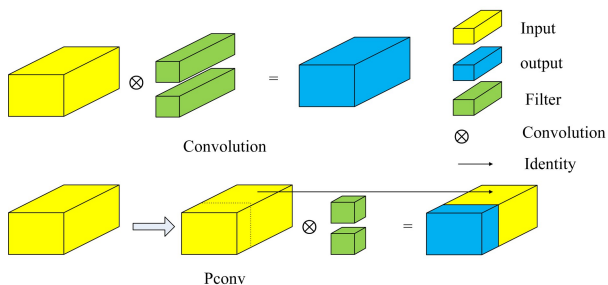 Input
output
Filter
Convolution
Identity
=
Convolution
=
Pconv